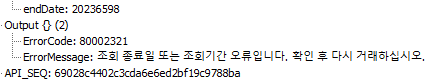 endDate: 20236598
Output {} (2)
ErrorCode: 80002321
ErrorMessage: 조회 종료일 또는 조회기간 오류입니다. 확인 후 다시 거래하십시오.
API_SEQ: 69028c4402c3cda6e6ed2bf19c9788ba